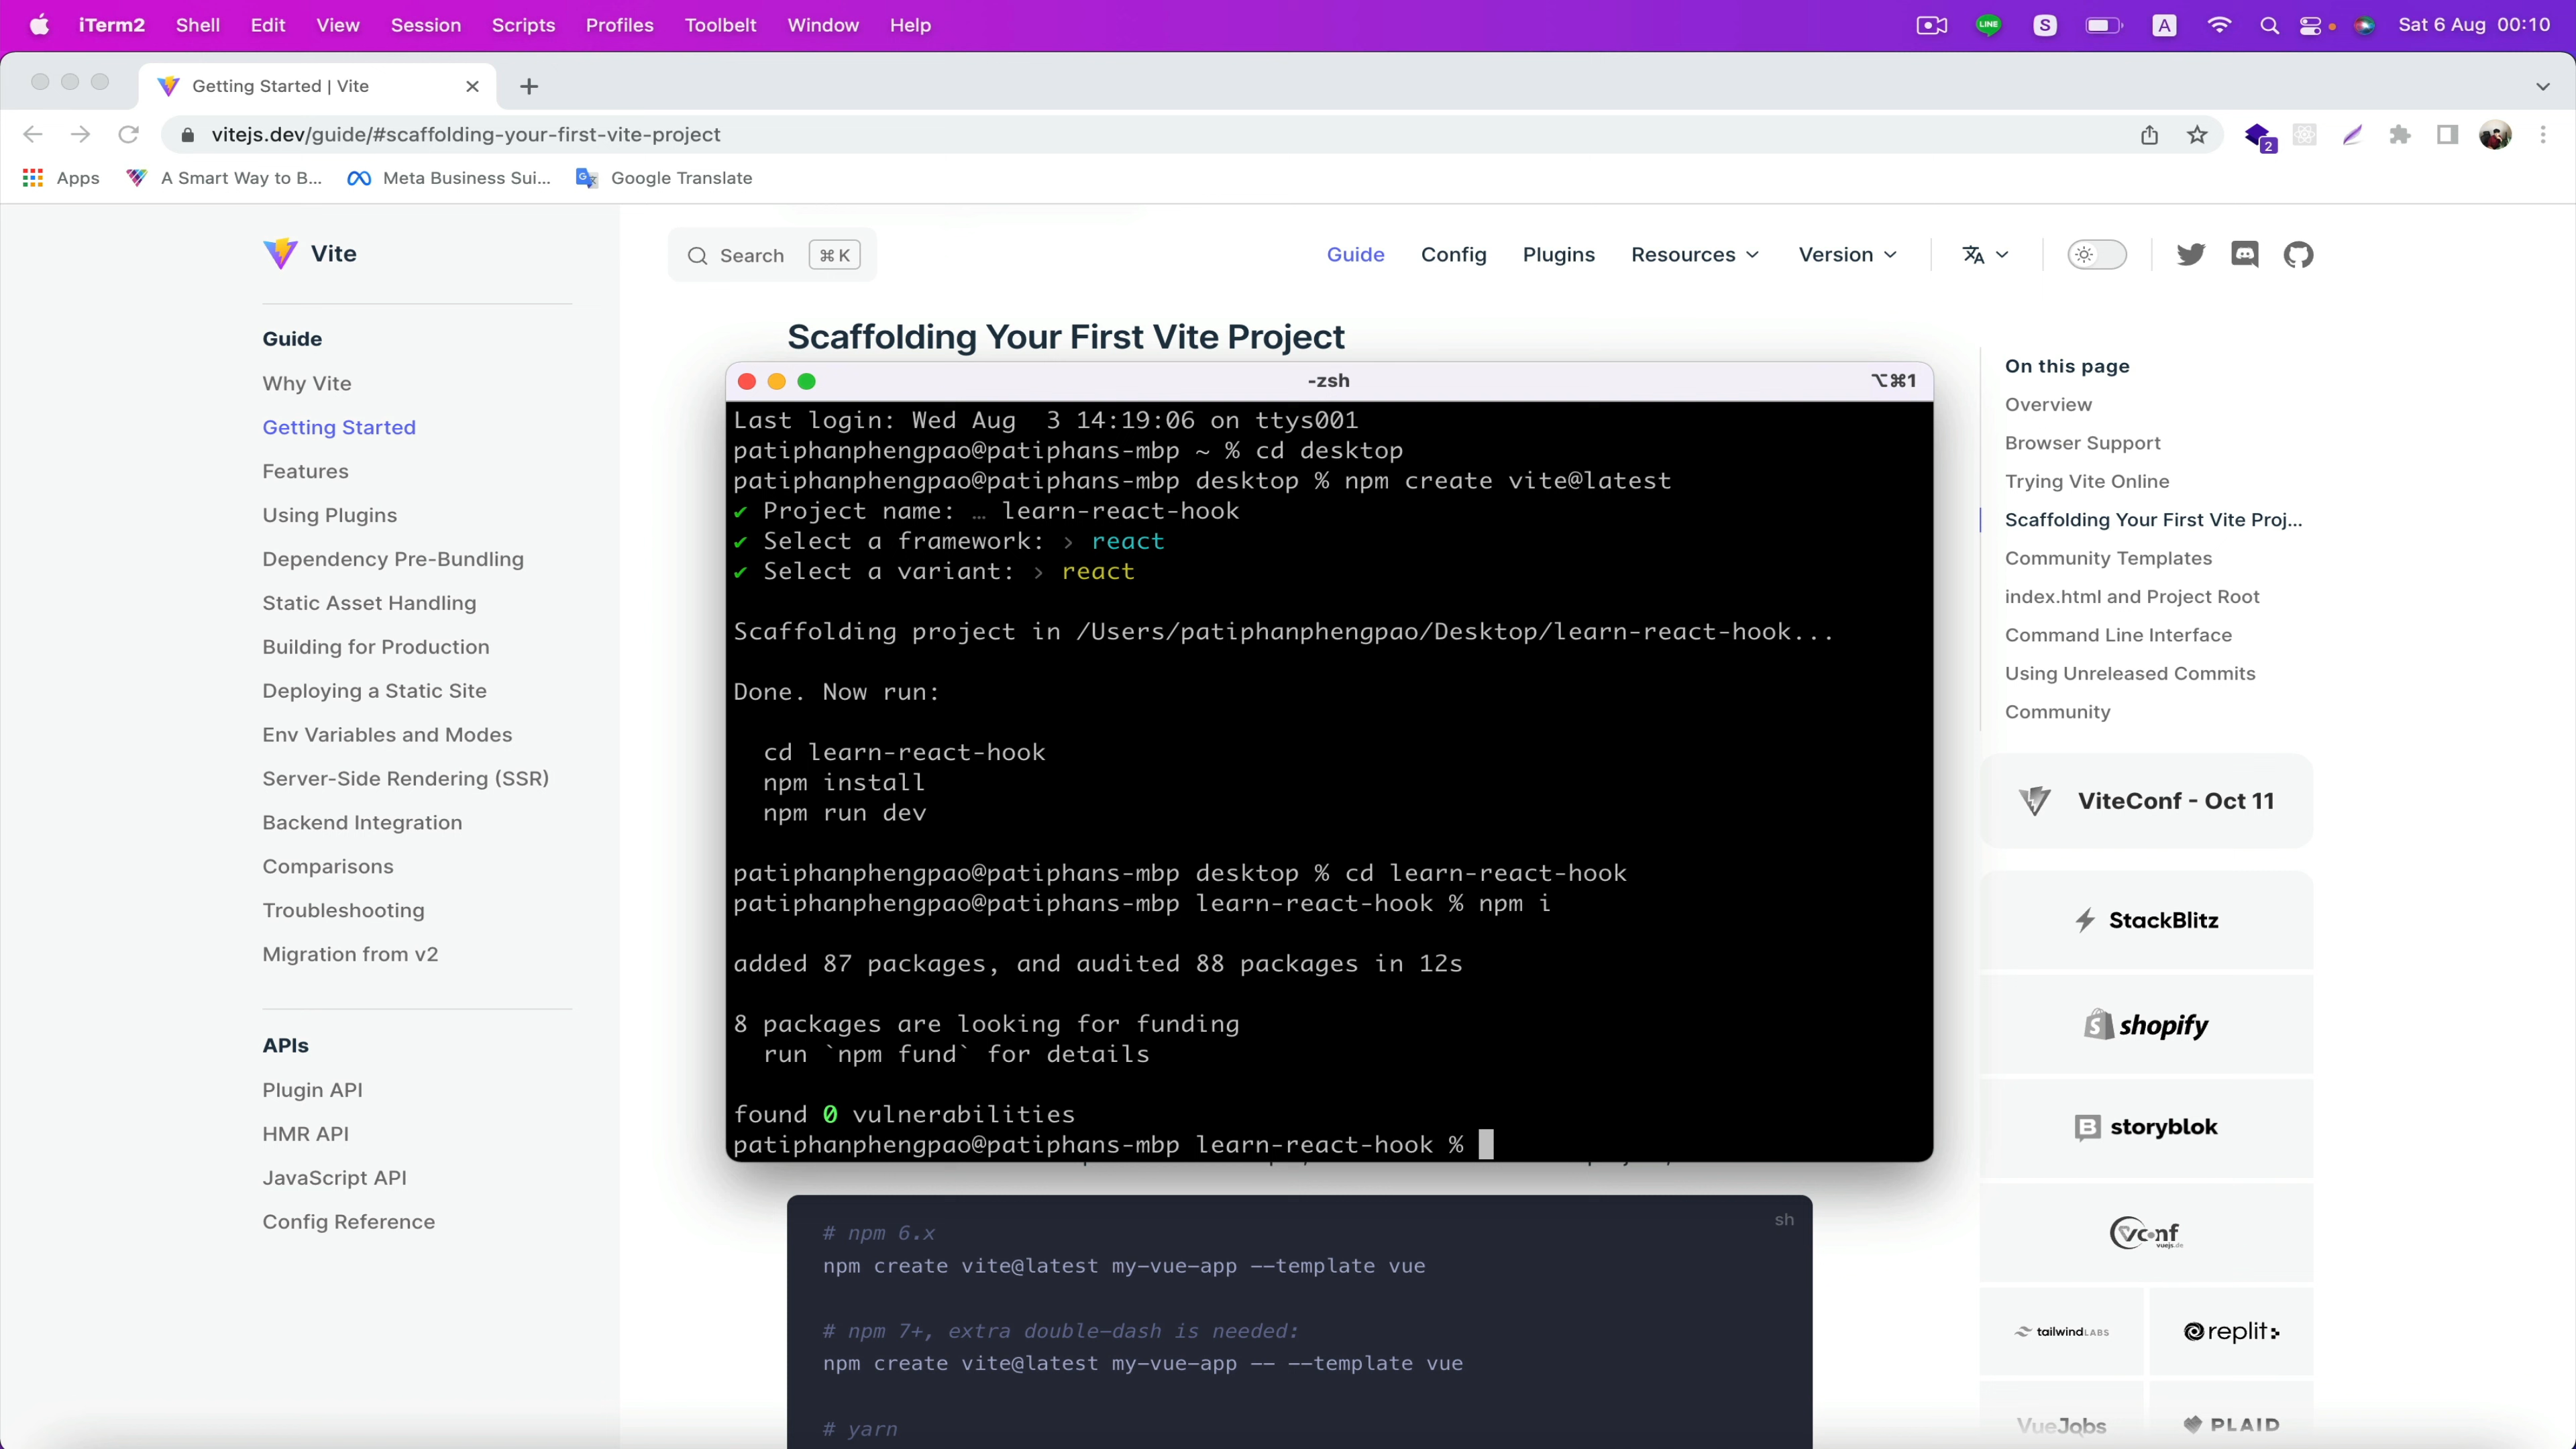 iTerm2 Shell Edit View Session Scripts Profiles Toolbelt Window Help LINE S A Sat 6 Aug 00:10
Getting Started | Vite
vitejs.dev/guide/#scaffolding-your-first-vite-project 2
Apps A Smart Way to B... Meta Business Sui... Google Translate
Vite
Search ⌘ K Guide Config Plugins Resources Version
Guide
Why Vite
Getting Started
Features
Using Plugins
Dependency Pre-Bundling
Static Asset Handling
Building for Production
Deploying a Static Site
Env Variables and Modes
Server-Side Rendering (SSR)
Backend Integration
Comparisons
Troubleshooting
Migration from v2
APIs
Plugin API
HMR API
JavaScript API
Config Reference
Scaffolding Your First Vite Project
-zsh ⌥⌘1
Last login: Wed Aug  3 14:19:06 on ttys001
patiphanphengpao@patiphans-mbp ~ % cd desktop
patiphanphengpao@patiphans-mbp desktop % npm create vite@latest
✔ Project name: … learn-react-hook
✔ Select a framework: › react
✔ Select a variant: › react
Scaffolding project in /Users/patiphanphengpao/Desktop/learn-react-hook...
Done. Now run:
cd learn-react-hook
npm install
npm run dev
patiphanphengpao@patiphans-mbp desktop % cd learn-react-hook
patiphanphengpao@patiphans-mbp learn-react-hook % npm i
added 87 packages, and audited 88 packages in 12s
8 packages are looking for funding
run `npm fund` for details
found 0 vulnerabilities
patiphanphengpao@patiphans-mbp learn-react-hook %
sh
# npm 6.x
npm create vite@latest my-vue-app --template vue
# npm 7+, extra double-dash is needed:
npm create vite@latest my-vue-app -- --template vue
# yarn
On this page
Overview
Browser Support
Trying Vite Online
Scaffolding Your First Vite Proj...
Community Templates
index.html and Project Root
Command Line Interface
Using Unreleased Commits
Community
ViteConf - Oct 11
StackBlitz
shopify
storyblok
vconf
vuejs.de
tailwindLABS replit
VueJobs PLAID